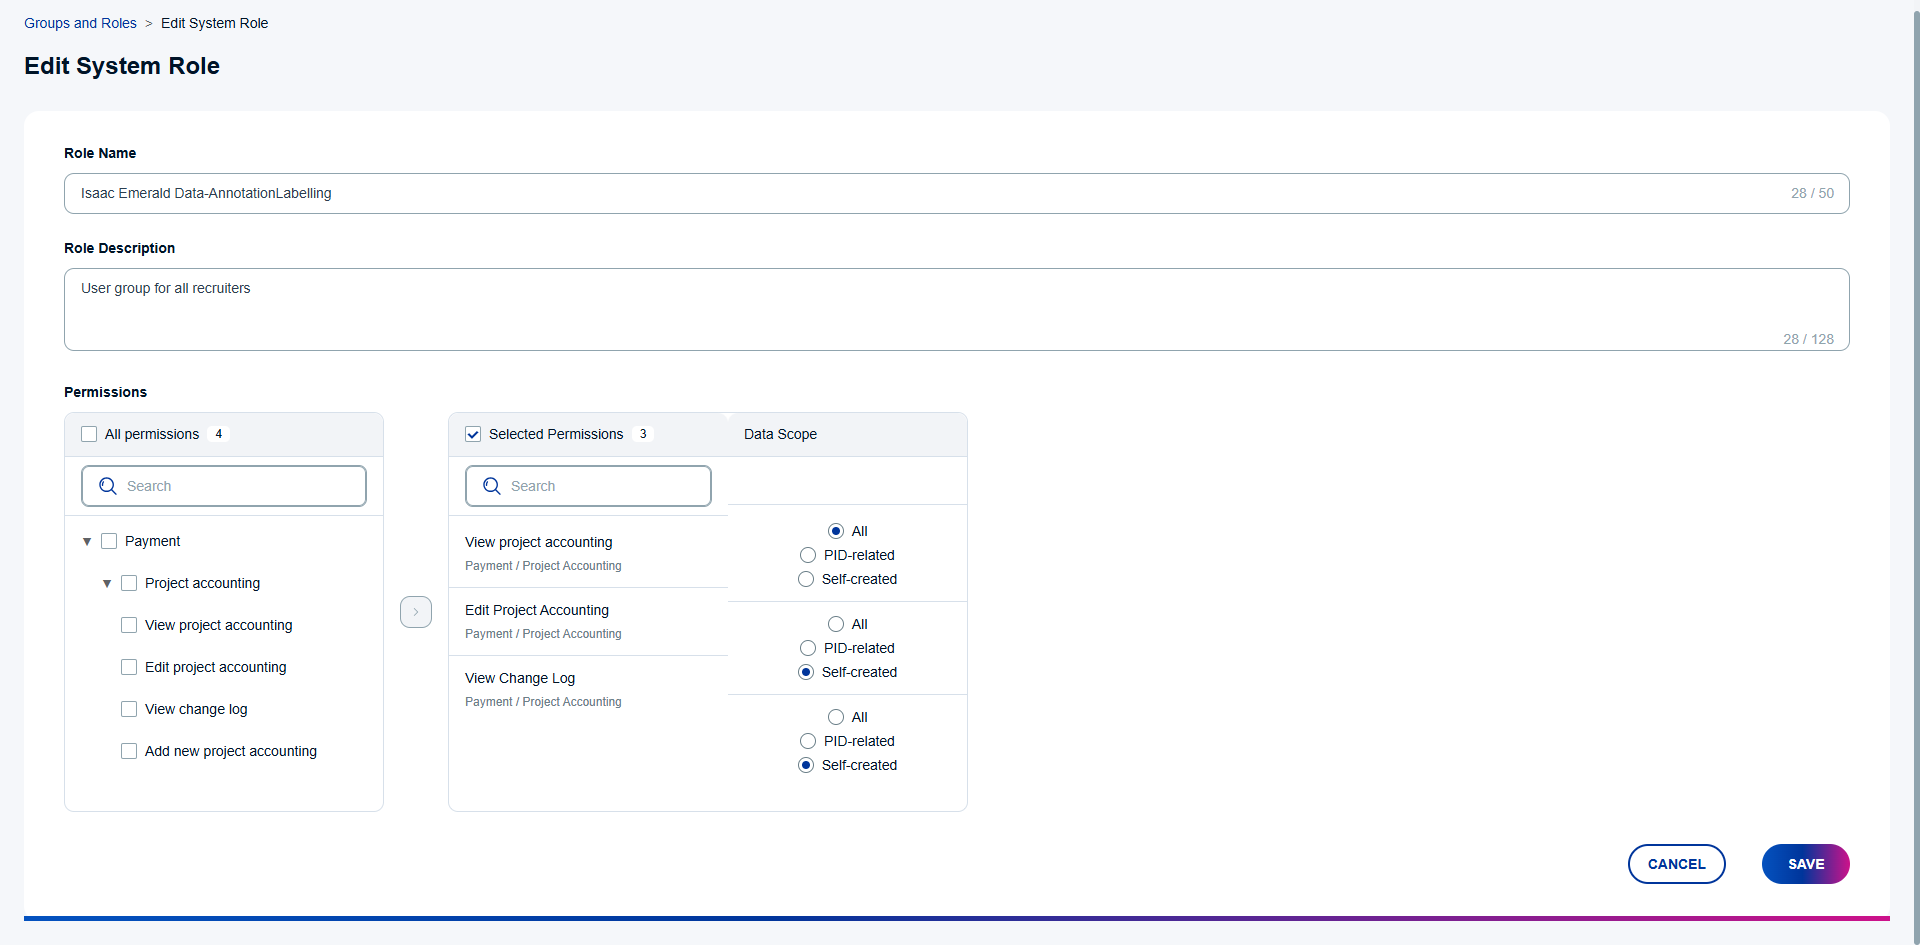 Groups and Roles > Edit System Role
Edit System Role
Role Name
Isaac Emerald Data-AnnotationLabelling
28 / 50
Role Description
User group for all recruiters
28 / 128
Permissions
All permissions 4
Search
Payment
Project accounting
View project accounting
Edit project accounting
View change log
Add new project accounting
Selected Permissions 3
Data Scope
Search
View project accounting
Payment / Project Accounting
All
PID-related
Self-created
Edit Project Accounting
Payment / Project Accounting
All
PID-related
Self-created
View Change Log
Payment / Project Accounting
All
PID-related
Self-created
CANCEL
SAVE